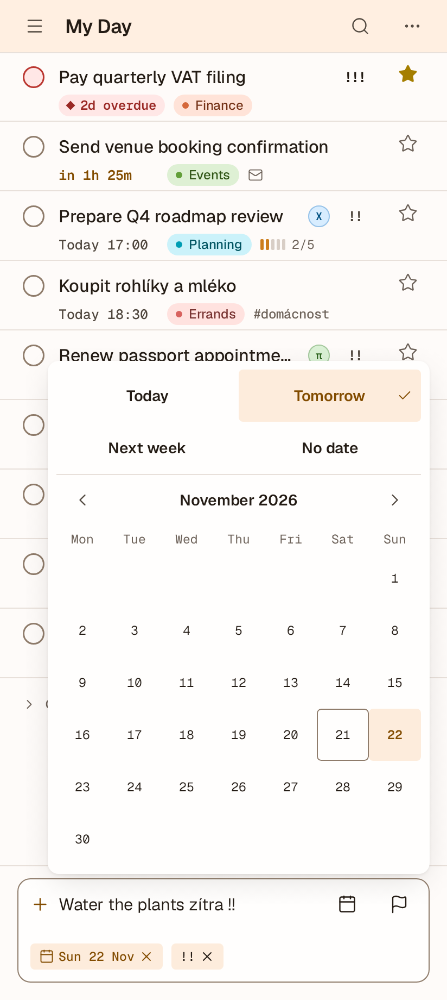 My Day
Pay quarterly VAT filing !!!
2d overdue Finance
Send venue booking confirmation
in 1h 25m Events
Prepare Q4 roadmap review X !!
Today 17:00 Planning 2/5
Koupit rohlíky a mléko
Today 18:30 Errands #domácnost
Renew passport appointme… π !!
Today Tomorrow
Next week No date
November 2026
Mon Tue Wed Thu Fri Sat Sun
1
2 3 4 5 6 7 8
9 10 11 12 13 14 15
16 17 18 19 20 21 22
23 24 25 26 27 28 29
30
Water the plants zítra !!
Sun 22 Nov !!